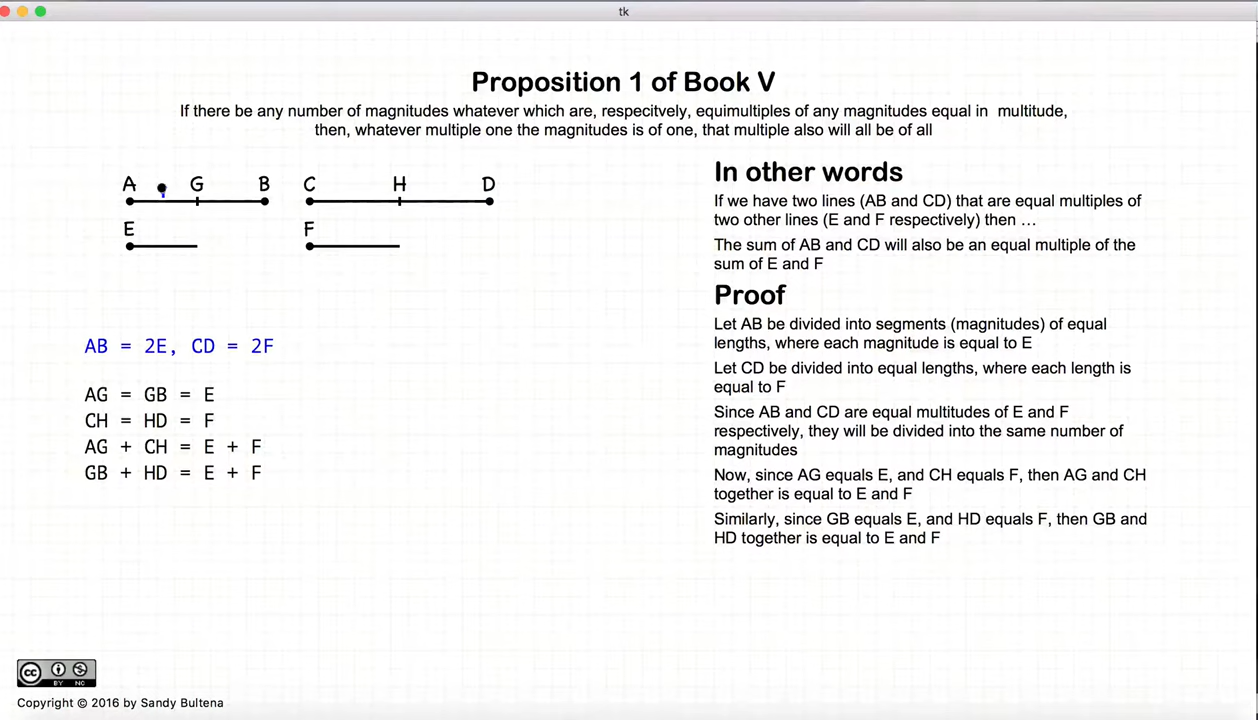 tk
Proposition 1 of Book V
If there be any number of magnitudes whatever which are, respecitvely, equimultiples of any magnitudes equal in multitude,
then, whatever multiple one the magnitudes is of one, that multiple also will all be of all
A G B C H D
E F
AB = 2E, CD = 2F
AG = GB = E
CH = HD = F
AG + CH = E + F
GB + HD = E + F
In other words
If we have two lines (AB and CD) that are equal multiples of
two other lines (E and F respectively) then ...
The sum of AB and CD will also be an equal multiple of the
sum of E and F
Proof
Let AB be divided into segments (magnitudes) of equal
lengths, where each magnitude is equal to E
Let CD be divided into equal lengths, where each length is
equal to F
Since AB and CD are equal multitudes of E and F
respectively, they will be divided into the same number of
magnitudes
Now, since AG equals E, and CH equals F, then AG and CH
together is equal to E and F
Similarly, since GB equals E, and HD equals F, then GB and
HD together is equal to E and F
cc BY NC
Copyright © 2016 by Sandy Bultena